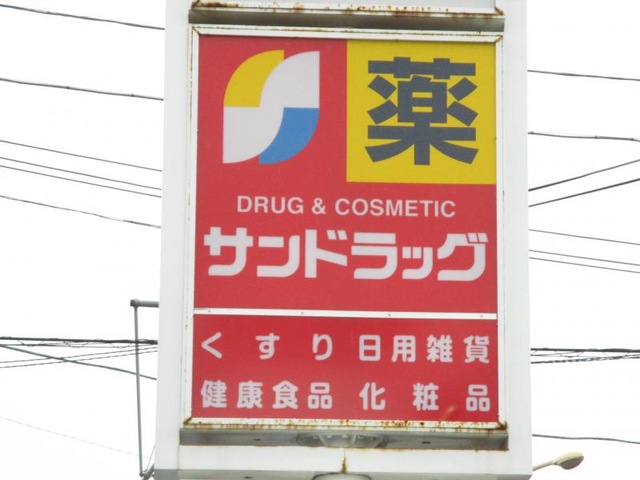 薬
DRUG & COSMETIC
サンドラッグ
くすり 日用雑貨
健康食品 化粧品